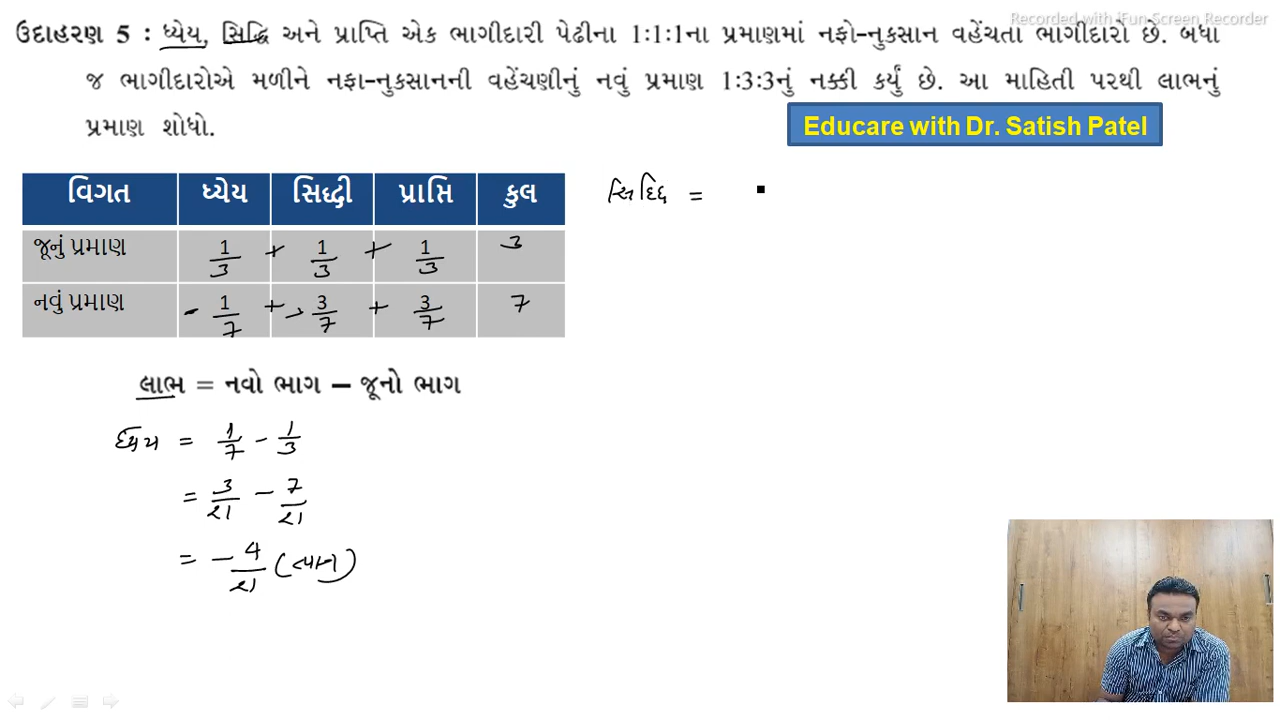 Recorded with iFun Screen Recorder
ઉદાહરણ 5 : ધ્યેય, સિદ્ધિ અને પ્રાપ્તિ એક ભાગીદારી પેઢીના 1:1:1ના પ્રમાણમાં નફો-નુકસાન વહેંચતા ભાગીદારો છે. બધા
જ ભાગીદારોએ મળીને નફા-નુકસાનની વહેંચણીનું નવું પ્રમાણ 1:3:3નું નક્કી કર્યું છે. આ માહિતી પરથી લાભનું
પ્રમાણ શોધો.
Educare with Dr. Satish Patel
વિગત ધ્યેય સિદ્ધી પ્રાપ્તિ કુલ
જૂનું પ્રમાણ 1/3 + 1/3 + 1/3 3
નવું પ્રમાણ - 1/7 + 3/7 + 3/7 7
સિદ્ધિ =
લાભ = નવો ભાગ – જૂનો ભાગ
ધ્યેય = 1/7 - 1/3
= 3/21 - 7/21
= - 4/21 (ત્યાગ)